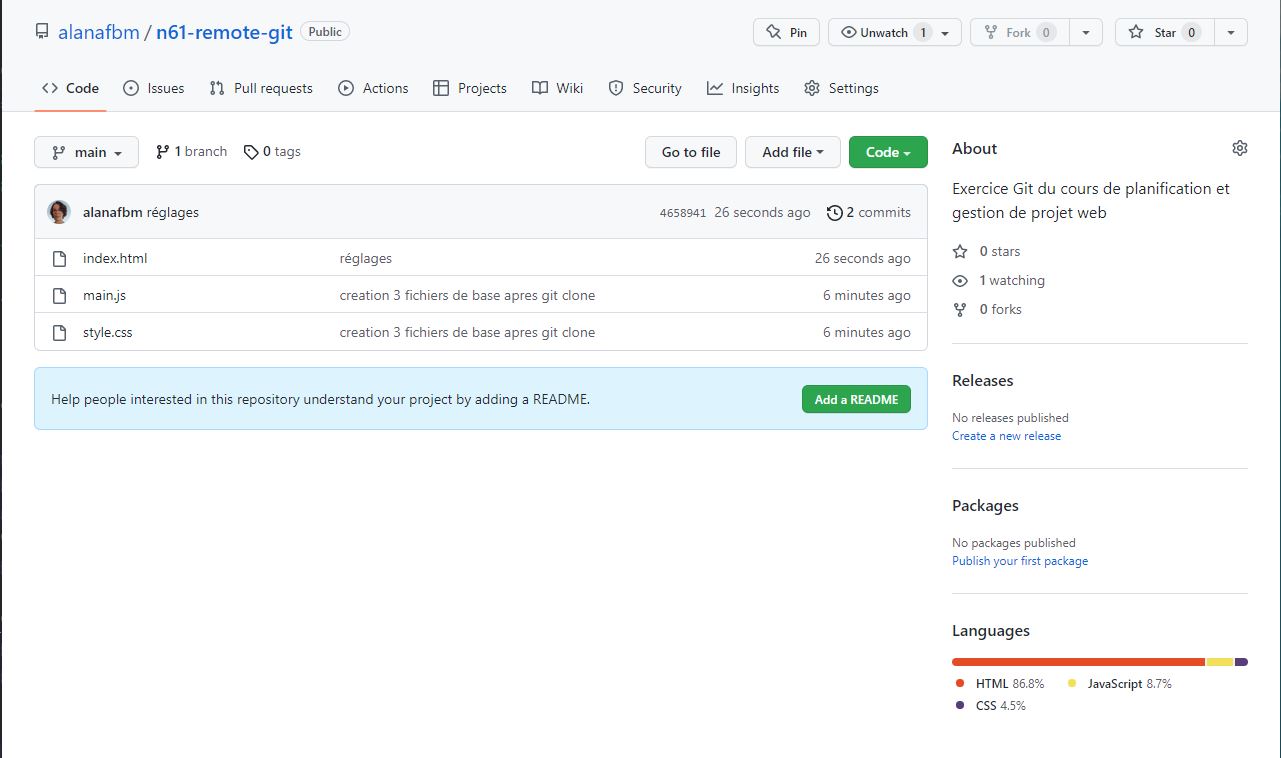 alanafbm / n61-remote-git Public
Pin Unwatch 1 Fork 0 Star 0
Code Issues Pull requests Actions Projects Wiki Security Insights Settings
main 1 branch 0 tags Go to file Add file Code
alanafbm réglages 4658941 26 seconds ago 2 commits
index.html réglages 26 seconds ago
main.js creation 3 fichiers de base apres git clone 6 minutes ago
style.css creation 3 fichiers de base apres git clone 6 minutes ago
Help people interested in this repository understand your project by adding a README. Add a README
About
Exercice Git du cours de planification et
gestion de projet web
0 stars
1 watching
0 forks
Releases
No releases published
Create a new release
Packages
No packages published
Publish your first package
Languages
HTML 86.8% JavaScript 8.7%
CSS 4.5%